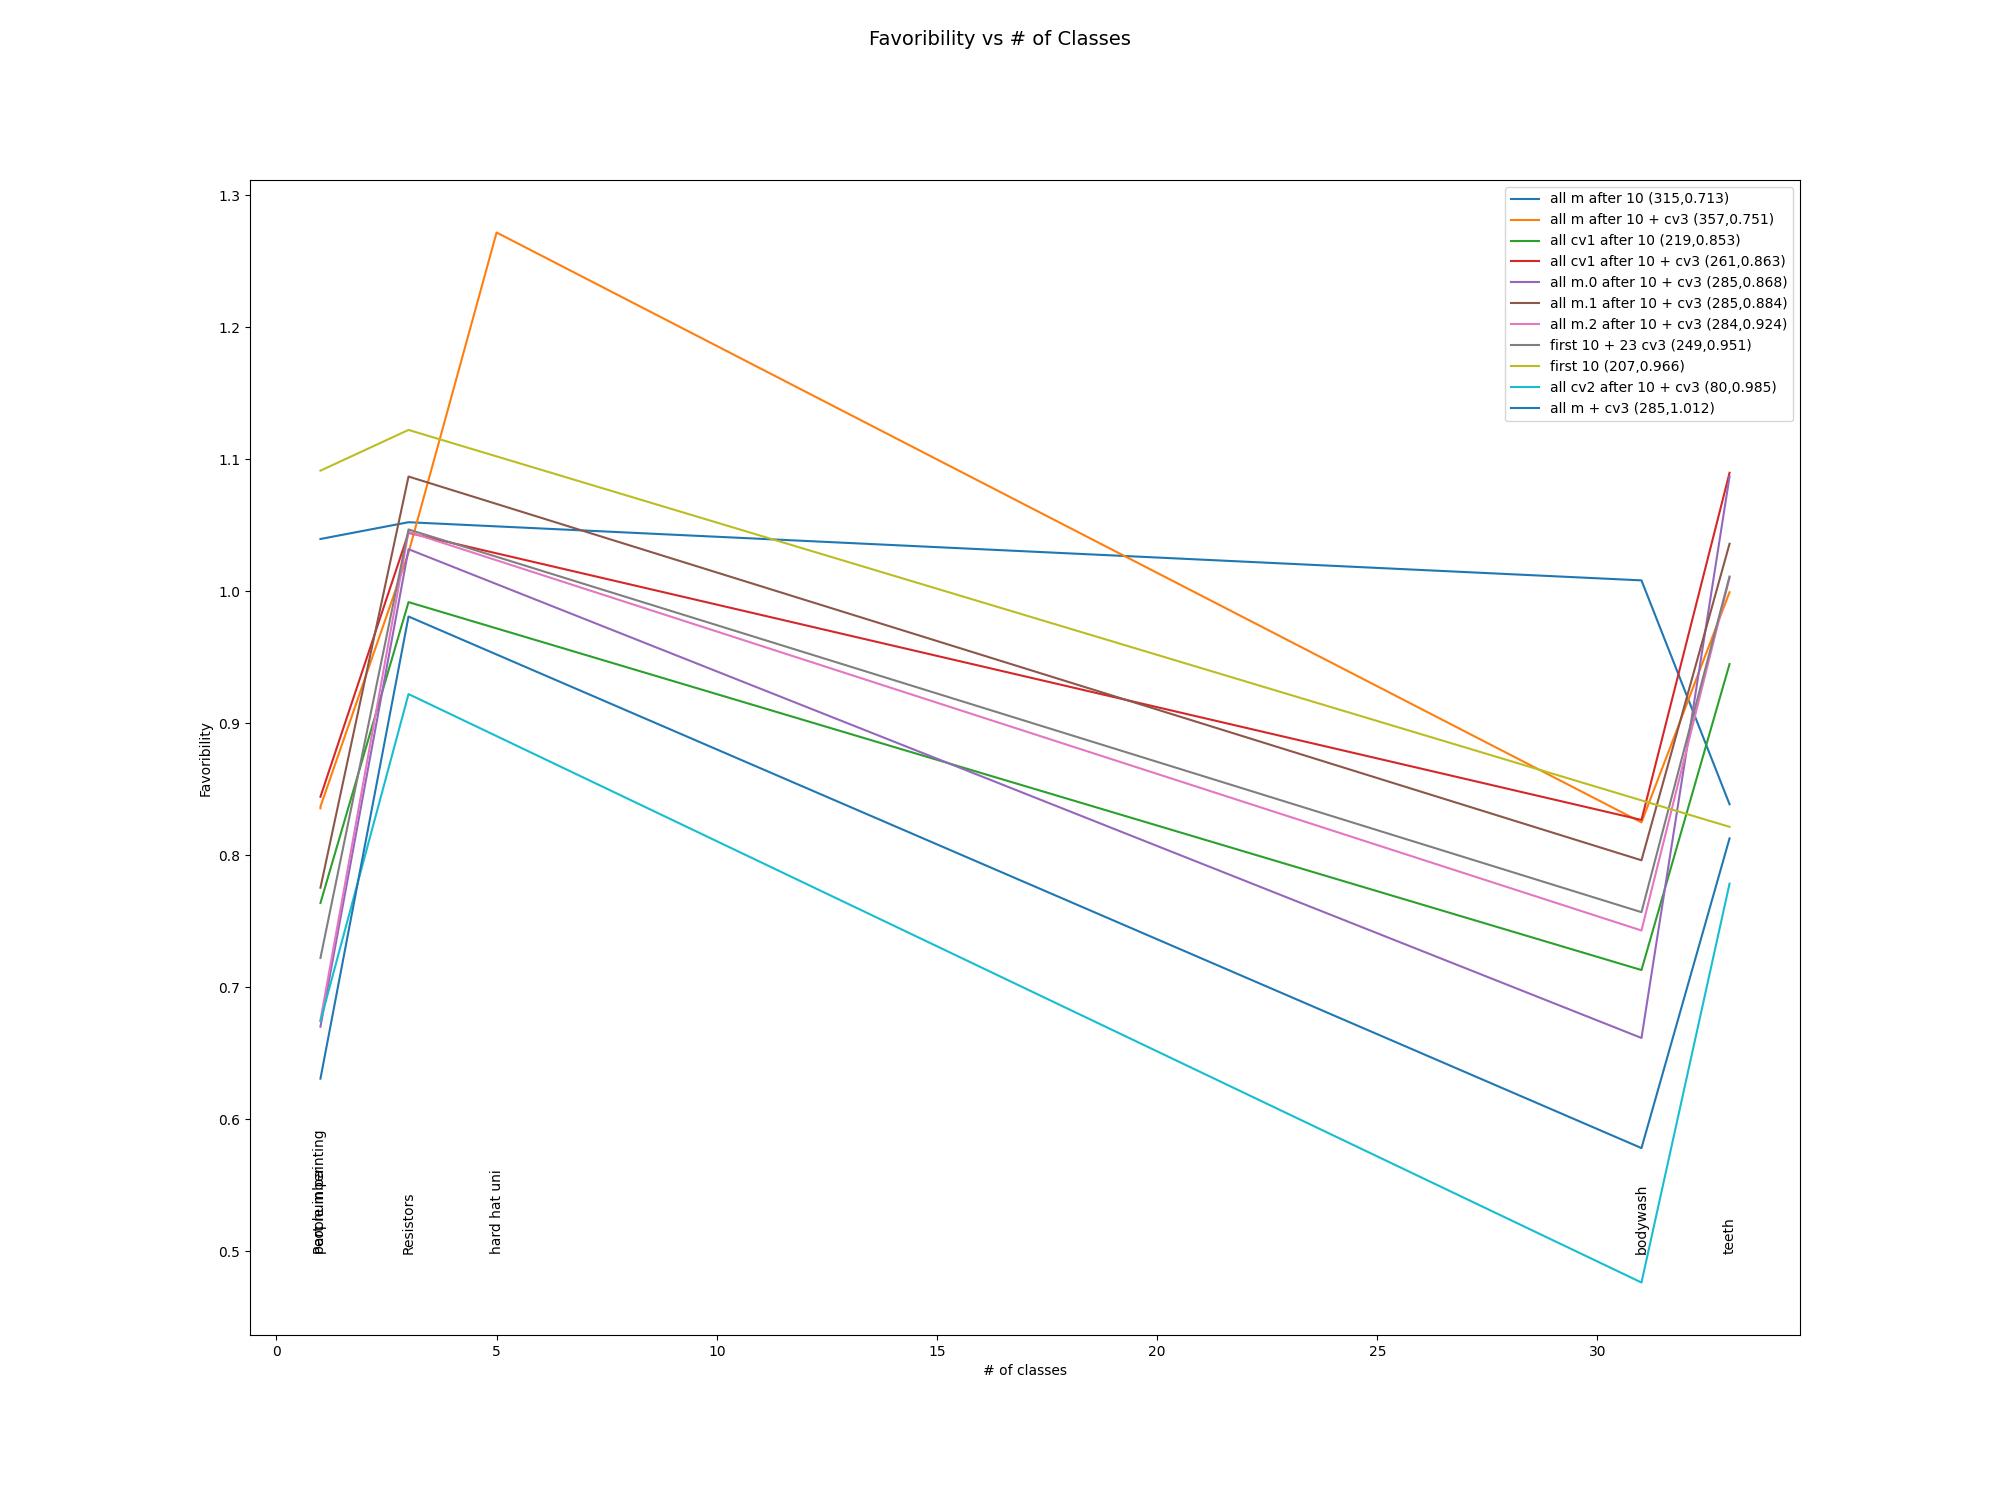 Favoribility vs # of Classes
1.3
1.2
1.1
1.0
0.9
0.8
0.7
0.6
0.5
Favoribility
all m after 10 (315,0.713)
all m after 10 + cv3 (357,0.751)
all cv1 after 10 (219,0.853)
all cv1 after 10 + cv3 (261,0.863)
all m.0 after 10 + cv3 (285,0.868)
all m.1 after 10 + cv3 (285,0.884)
all m.2 after 10 + cv3 (284,0.924)
first 10 + 23 cv3 (249,0.951)
first 10 (207,0.966)
all cv2 after 10 + cv3 (80,0.985)
all m + cv3 (285,1.012)
Resistors
hard hat uni
bodywash
teeth
0 5 10 15 20 25 30
# of classes